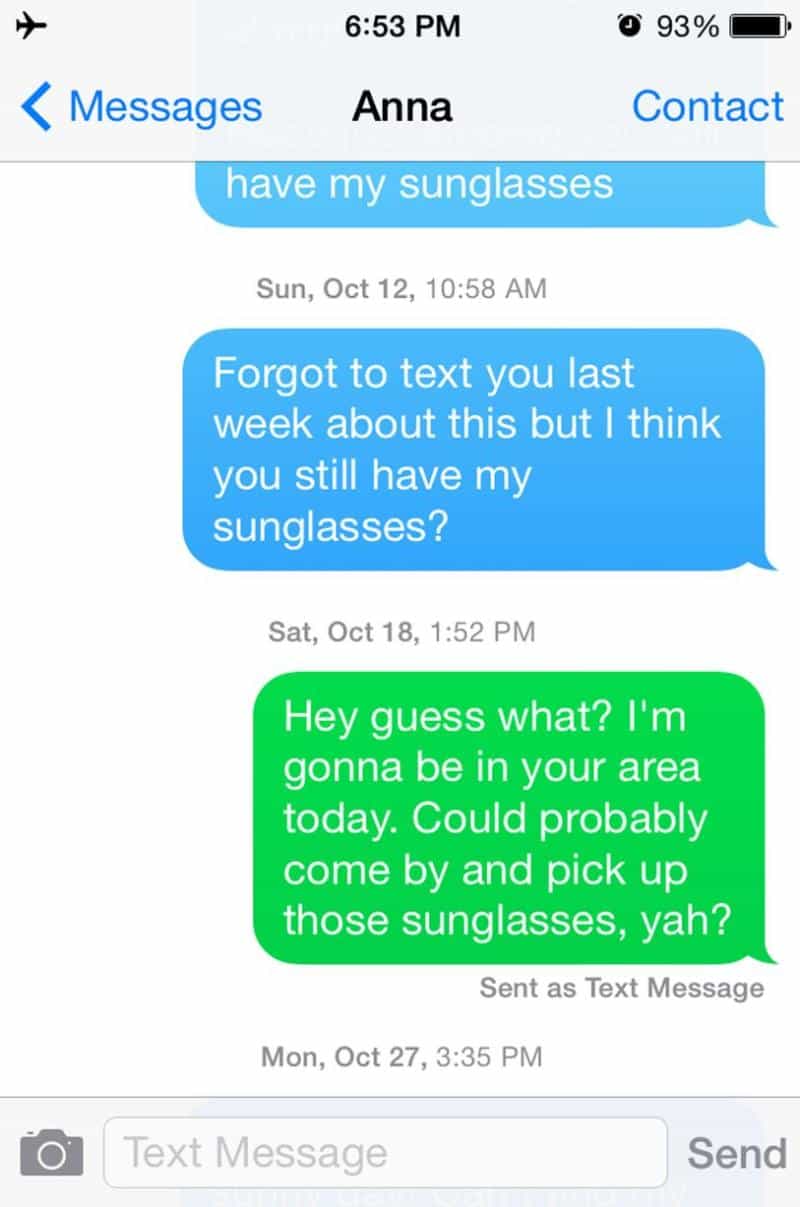 6:53 PM
93%
Messages
Anna
Contact
have my sunglasses
Sun, Oct 12, 10:58 AM
Forgot to text you last
week about this but I think
you still have my
sunglasses?
Sat, Oct 18, 1:52 PM
Hey guess what? I'm
gonna be in your area
today. Could probably
come by and pick up
those sunglasses, yah?
Sent as Text Message
Mon, Oct 27, 3:35 PM
Text Message
Send